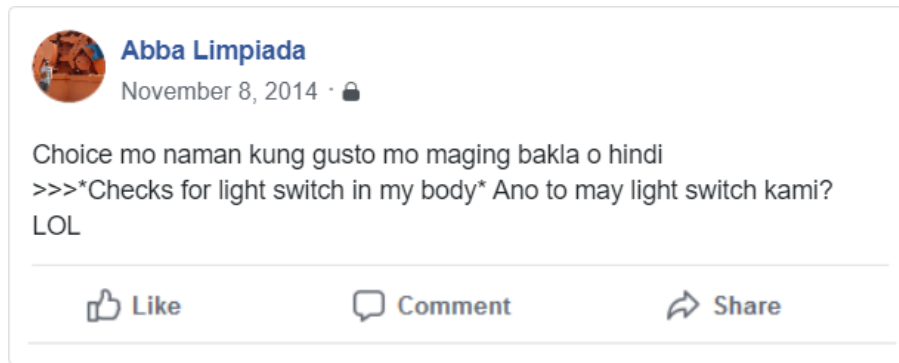 Abba Limpiada
November 8, 2014 ·
Choice mo naman kung gusto mo maging bakla o hindi
>>>*Checks for light switch in my body* Ano to may light switch kami?
LOL
Like Comment Share